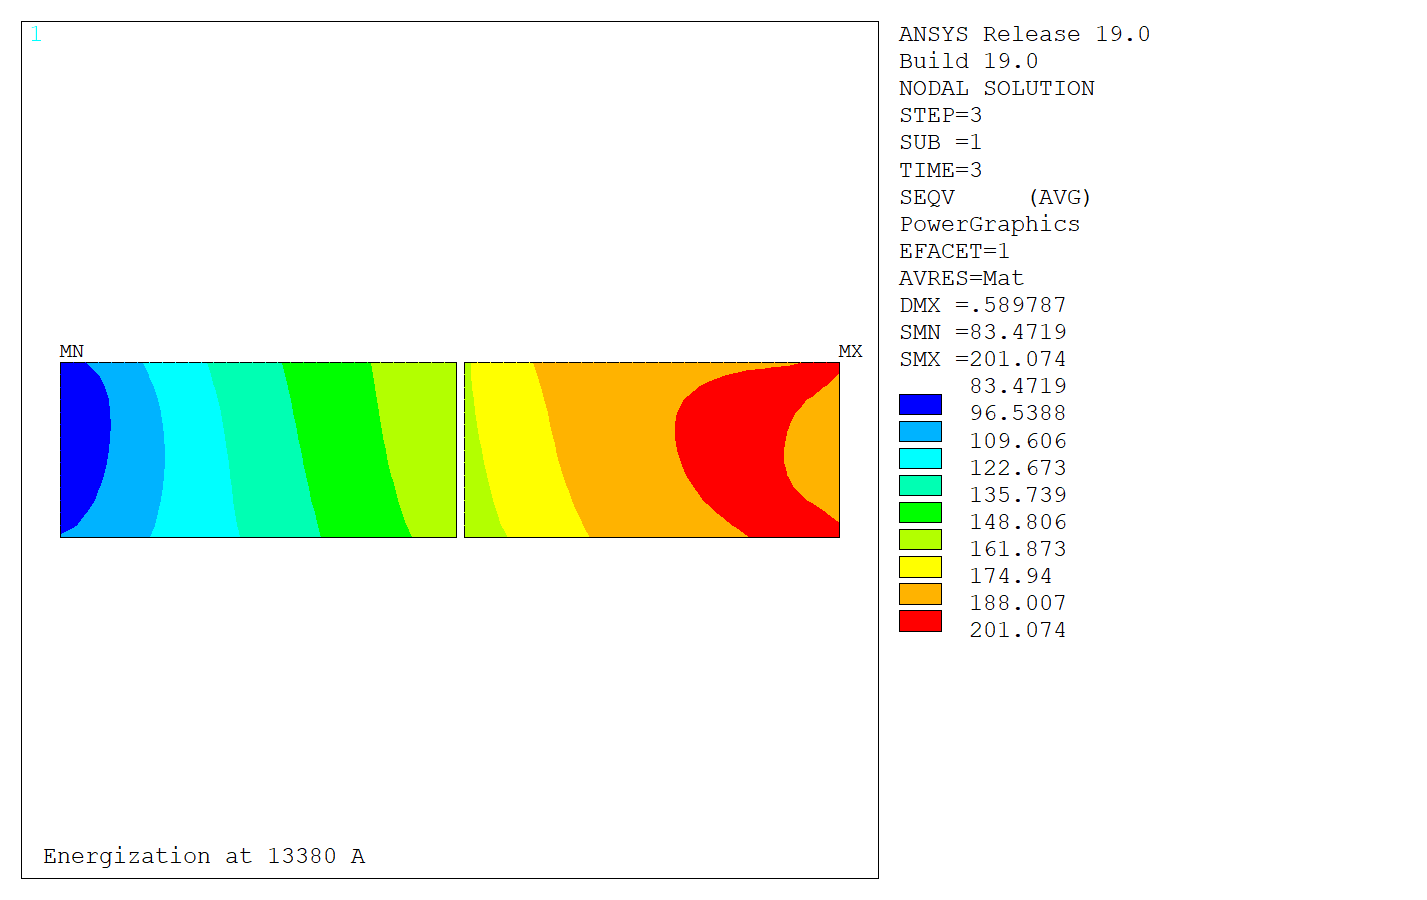 1
ANSYS Release 19.0
Build 19.0
NODAL SOLUTION
STEP=3
SUB =1
TIME=3
SEQV     (AVG)
PowerGraphics
EFACET=1
AVRES=Mat
DMX =.589787
SMN =83.4719
SMX =201.074
83.4719
96.5388
109.606
122.673
135.739
148.806
161.873
174.94
188.007
201.074
MN
MX
Energization at 13380 A